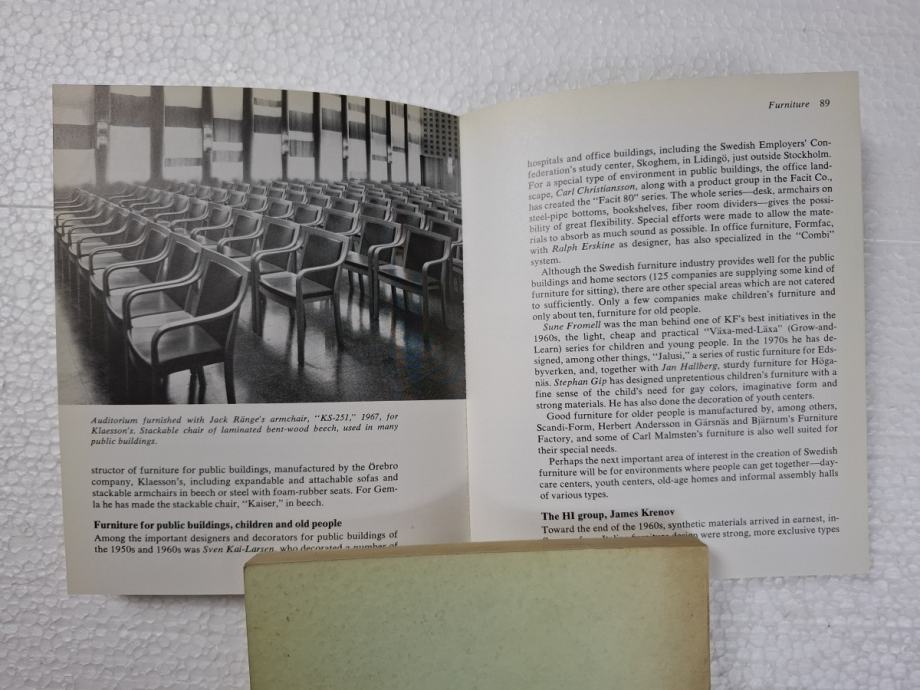 Auditorium furnished with Jack Ränge's armchair, "KS-251," 1967, for
Klaesson's. Stackable chair of laminated bent-wood beech, used in many
public buildings.
structor of furniture for public buildings, manufactured by the Örebro
company, Klaesson's, including expandable and attachable sofas and
stackable armchairs in beech or steel with foam-rubber seats. For Gem-
la he has made the stackable chair, "Kaiser," in beech.
Furniture for public buildings, children and old people
Among the important designers and decorators for public buildings of
the 1950s and 1960s was Sven Kai-Larsen, who decorated a number of
Furniture 89
hospitals and office buildings, including the Swedish Employers' Con-
federation's study center, Skoghem, in Lidingö, just outside Stockholm.
For a special type of environment in public buildings, the office land-
scape, Carl Christiansson, along with a product group in the Facit Co.,
has created the "Facit 80" series. The whole series—desk, armchairs on
steel-pipe bottoms, bookshelves, fiber room dividers—gives the possi-
bility of great flexibility. Special efforts were made to allow the mate-
rials to absorb as much sound as possible. In office furniture, Formfac,
with Ralph Erskine as designer, has also specialized in the "Combi"
system.
Although the Swedish furniture industry provides well for the public
buildings and home sectors (125 companies are supplying some kind of
furniture for sitting), there are other special areas which are not catered
to sufficiently. Only a few companies make children's furniture and
only about ten, furniture for old people.
Sune Fromell was the man behind one of KF's best initiatives in the
1960s, the light, cheap and practical "Växa-med-Läxa" (Grow-and-
Learn) series for children and young people. In the 1970s he has de-
signed, among other things, "Jalusi," a series of rustic furniture for Eds-
byverken, and, together with Jan Hallberg, sturdy furniture for Höga-
näs. Stephan Gip has designed unpretentious children's furniture with a
fine sense of the child's need for gay colors, imaginative form and
strong materials. He has also done the decoration of youth centers.
Good furniture for older people is manufactured by, among others,
Scandi-Form, Herbert Andersson in Gärsnäs and Bjärnum's Furniture
Factory, and some of Carl Malmsten's furniture is also well suited for
their special needs.
Perhaps the next important area of interest in the creation of Swedish
furniture will be for environments where people can get together—day-
care centers, youth centers, old-age homes and informal assembly halls
of various types.
The HI group, James Krenov
Toward the end of the 1960s, synthetic materials arrived in earnest, in-
Italian furniture design were strong, more exclusive types